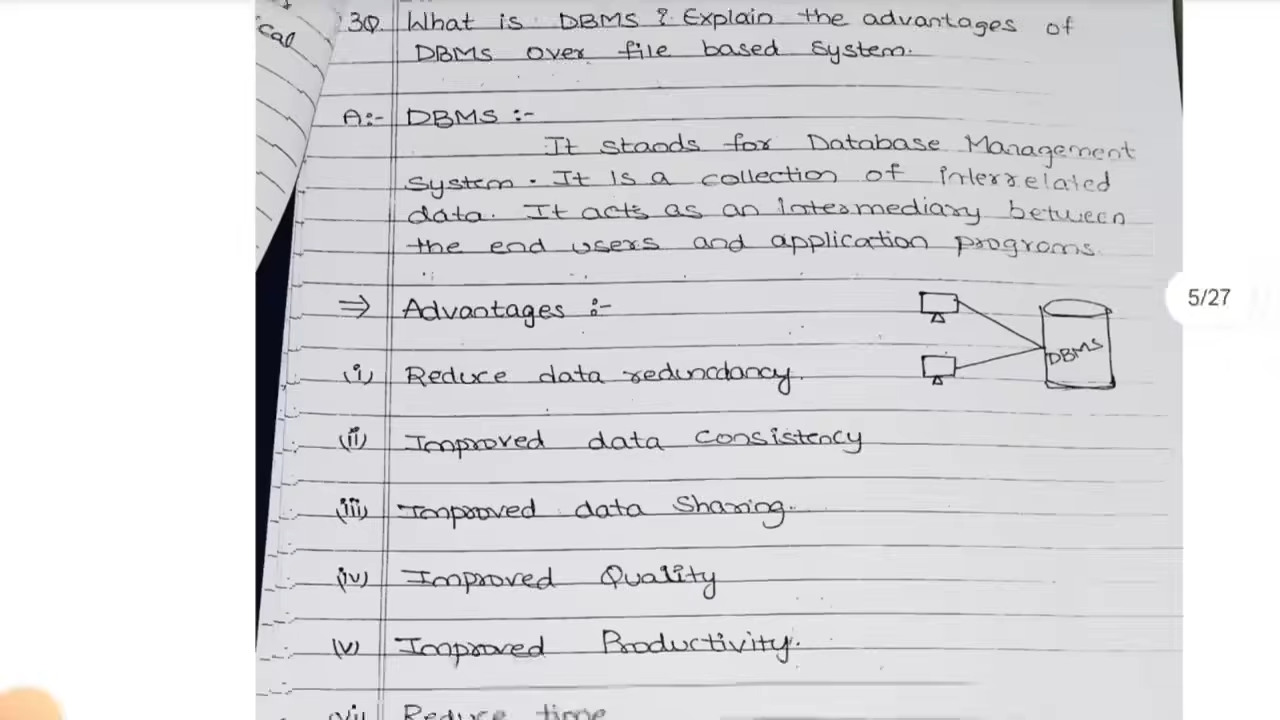 cal
3Q. What is DBMS ? Explain the advantages of
DBMS over file based System.
A:- DBMS :-
It stands for Database Management
System. It is a collection of interrelated
data. It acts as an Intermediary between
the end users and application programs.
⇒ Advantages :-
(i) Reduce data redundancy.
DBMS
(ii) Improved data Consistency
(iii) Improved data Sharing.
(iv) Improved Quality
(v) Improved Productivity.
Reduce time
5/27